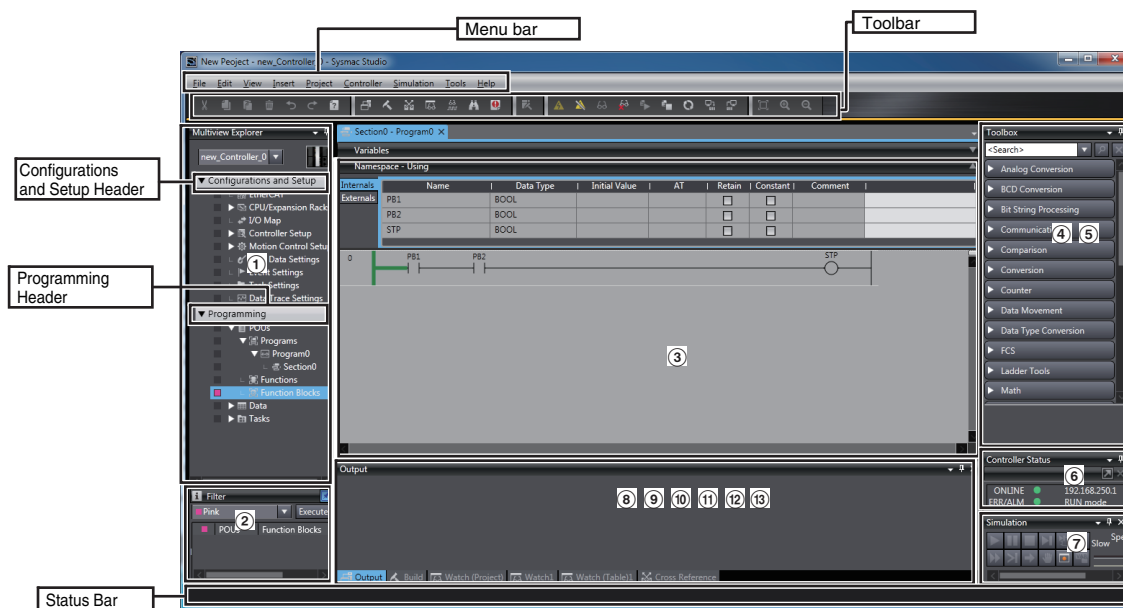 Menu bar
Toolbar
New Peoject - new_Controller_0 - Sysmac Studio
File Edit View Insert Project Controller Simulation Tools Help
Multiview Explorer
new_Controller_0
Configurations and Setup Header
Configurations and Setup
EtherCAT
CPU/Expansion Rack
I/O Map
Controller Setup
Motion Control Setu
① Data Settings
Event Settings
Task Settings
Data Trace Settings
Programming Header
Programming
POUs
Programs
Program0
Section0
Functions
Function Blocks
Data
Tasks
Filter
Pink ② Execute
POUs Function Blocks
Status Bar
Section0 - Program0
Variables
Namespace - Using
Internals
Externals
Name Data Type Initial Value AT Retain Constant Comment
PB1 BOOL
PB2 BOOL
STP BOOL
0 PB1 PB2 STP
③
Output
⑧ ⑨ ⑩ ⑪ ⑫ ⑬
Output Build Watch (Project) Watch1 Watch (Table)1 Cross Reference
Toolbox
<Search>
Analog Conversion
BCD Conversion
Bit String Processing
Communicati ④ ⑤
Comparison
Conversion
Counter
Data Movement
Data Type Conversion
FCS
Ladder Tools
Math
Controller Status
⑥
ONLINE 192.168.250.1
ERR/ALM RUN mode
Simulation
⑦ Slow Spe